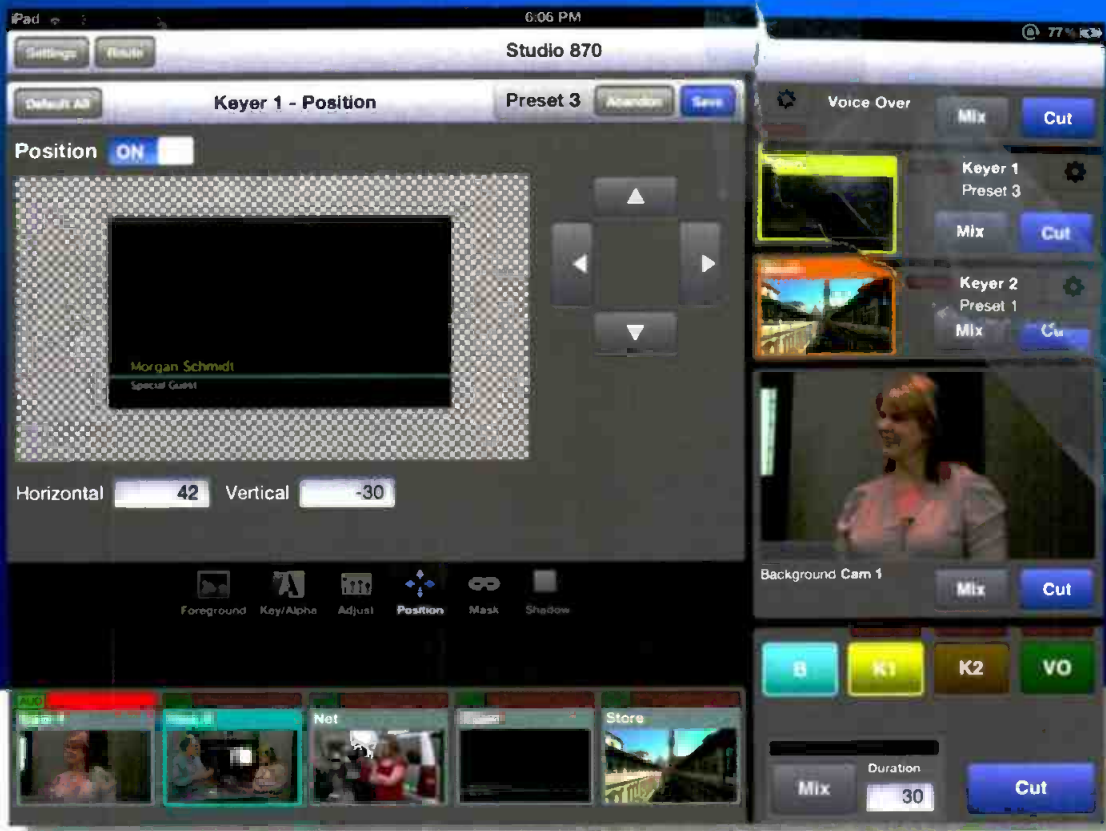 iPad
6:06 PM
77%
Settings Route
Studio 870
Default All
Keyer 1 - Position
Preset 3
Abandon
Save
Position ON
Morgan Schmidt
Special Guest
Horizontal 42 Vertical -30
Foreground Key/Alpha Adjust Position Mask Shadow
AUD
Net
Store
Voice Over
Mix Cut
Keyer 1
Preset 3
Mix Cut
Keyer 2
Preset 1
Mix Cu
Background Cam 1
Mix Cut
B K1 K2 VO
Duration
Mix 30 Cut